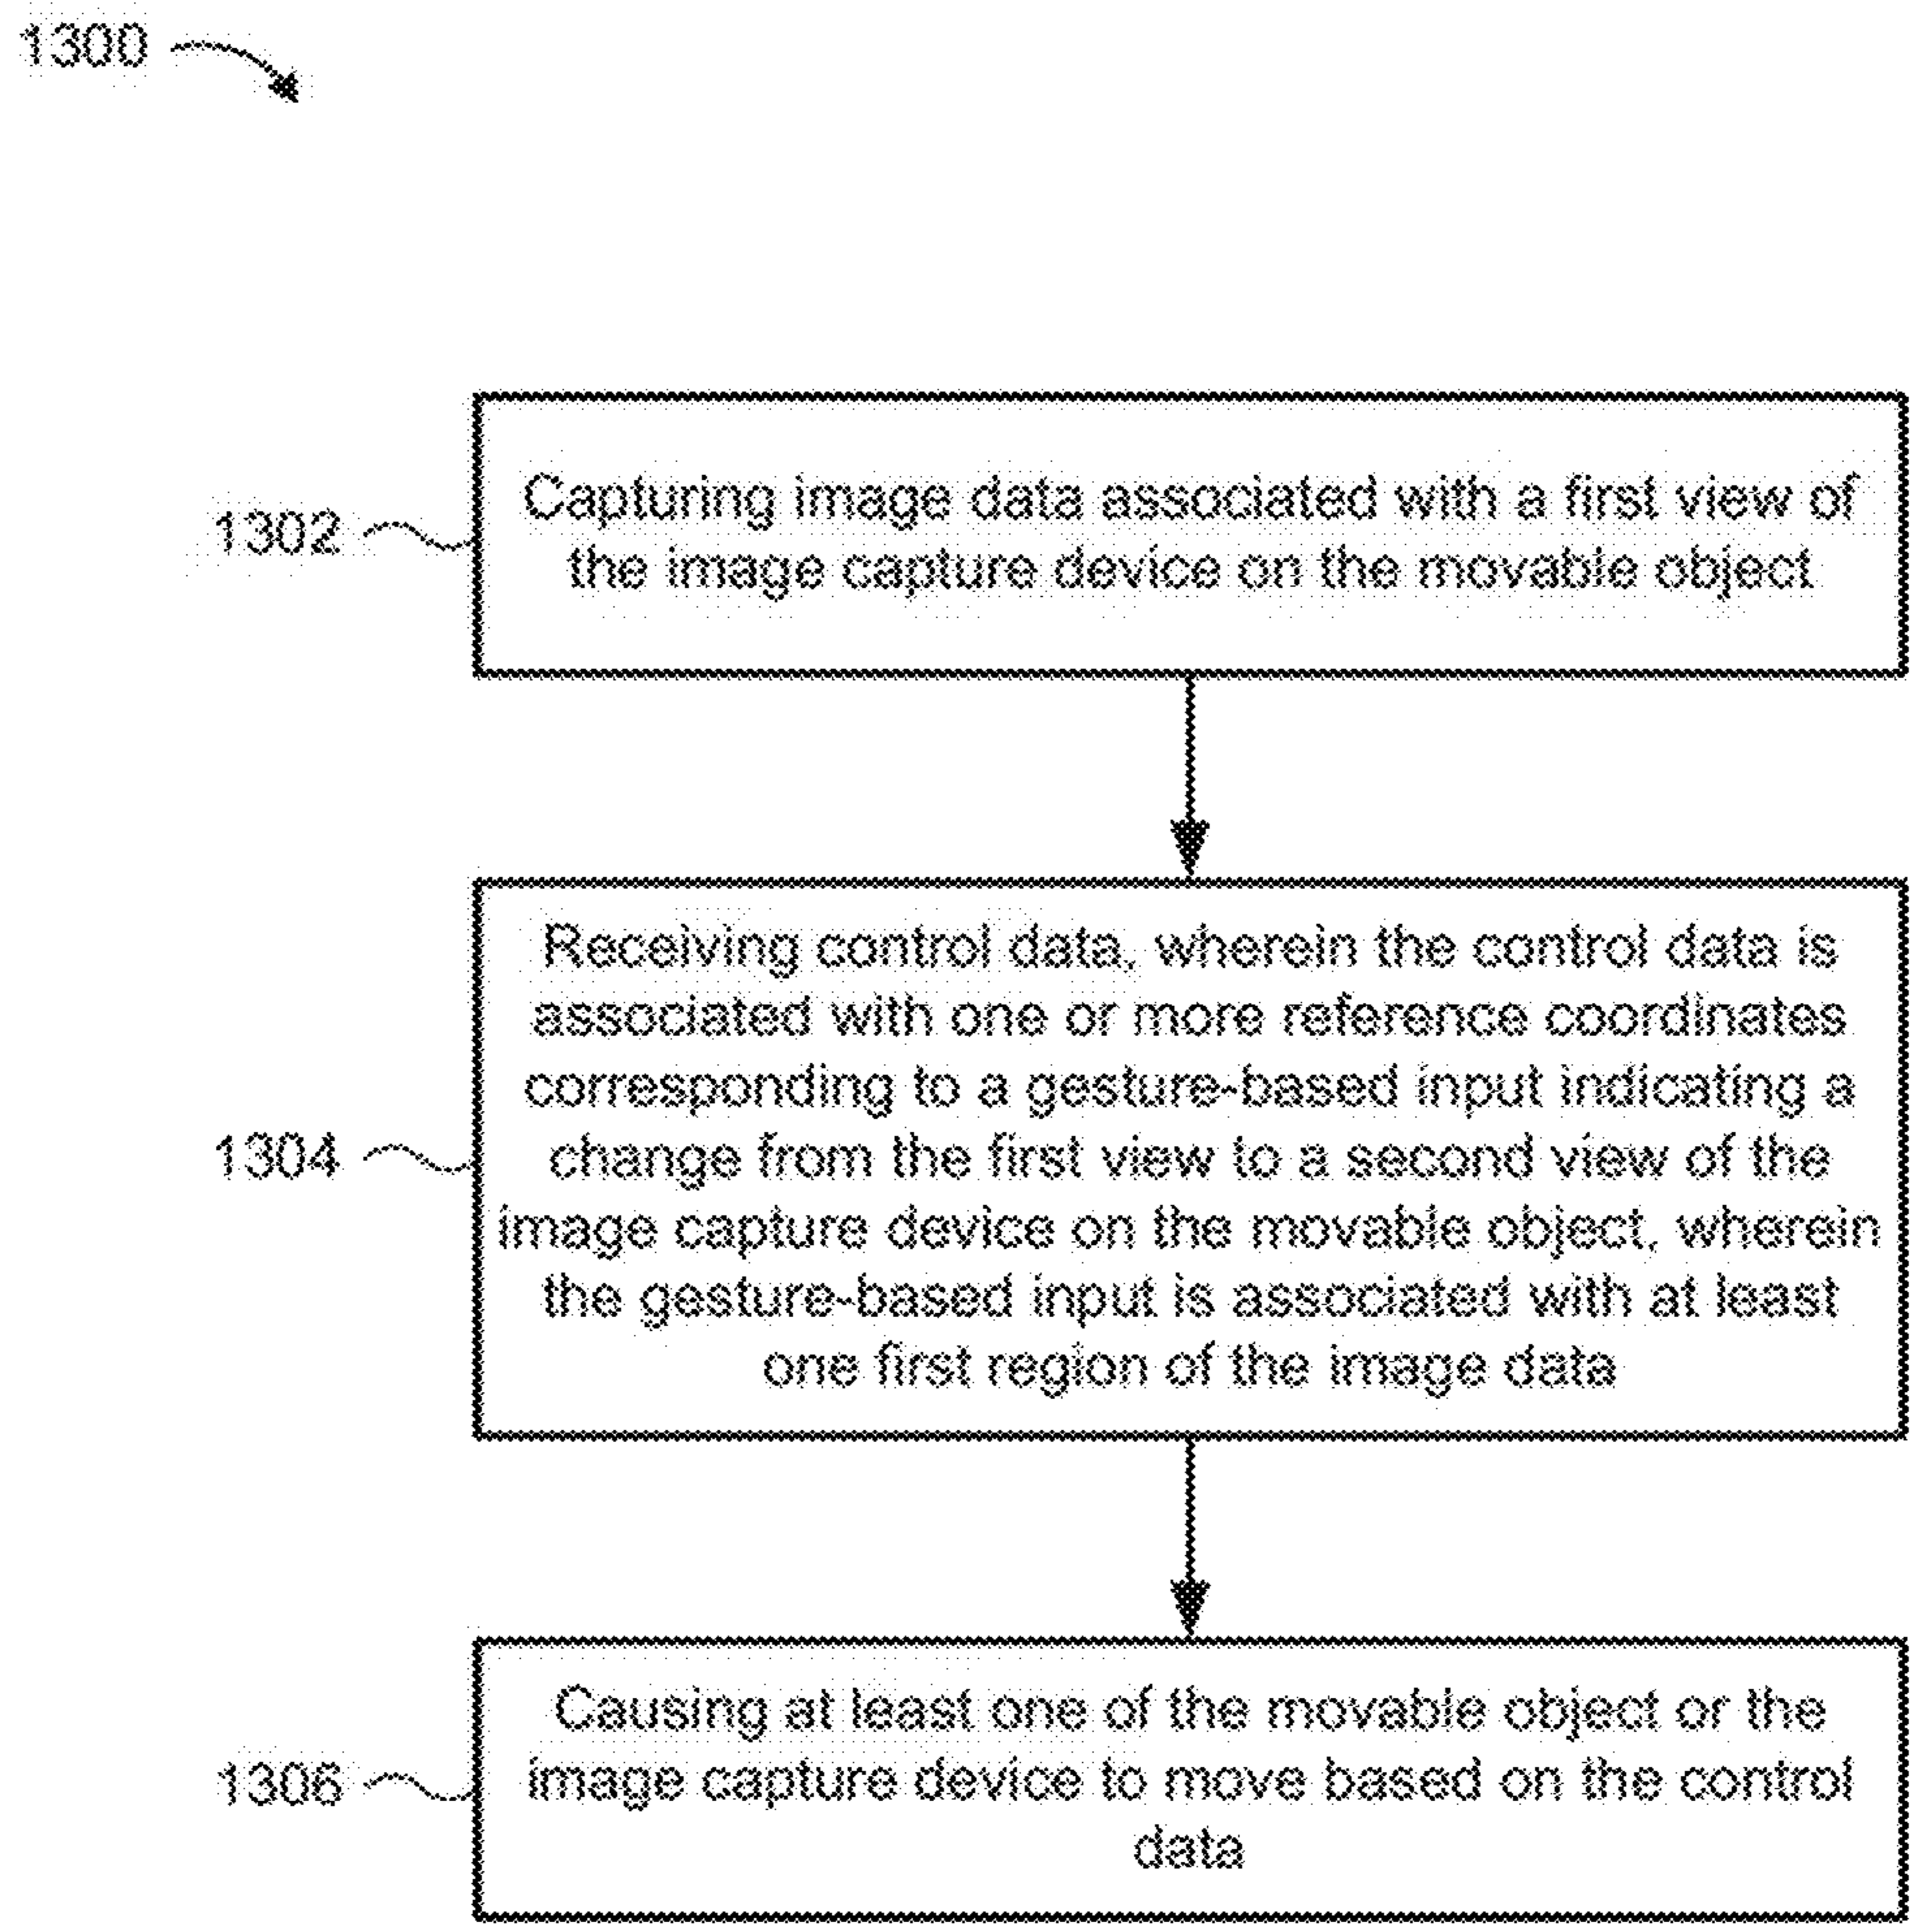 1300
1302
Capturing image data associated with a first view of
the image capture device on the movable object
1304
Receiving control data, wherein the control data is
associated with one or more reference coordinates
corresponding to a gesture-based input indicating a
change from the first view to a second view of the
image capture device on the movable object, wherein
the gesture-based input is associated with at least
one first region of the image data
1306
Causing at least one of the movable object or the
image capture device to move based on the control
data